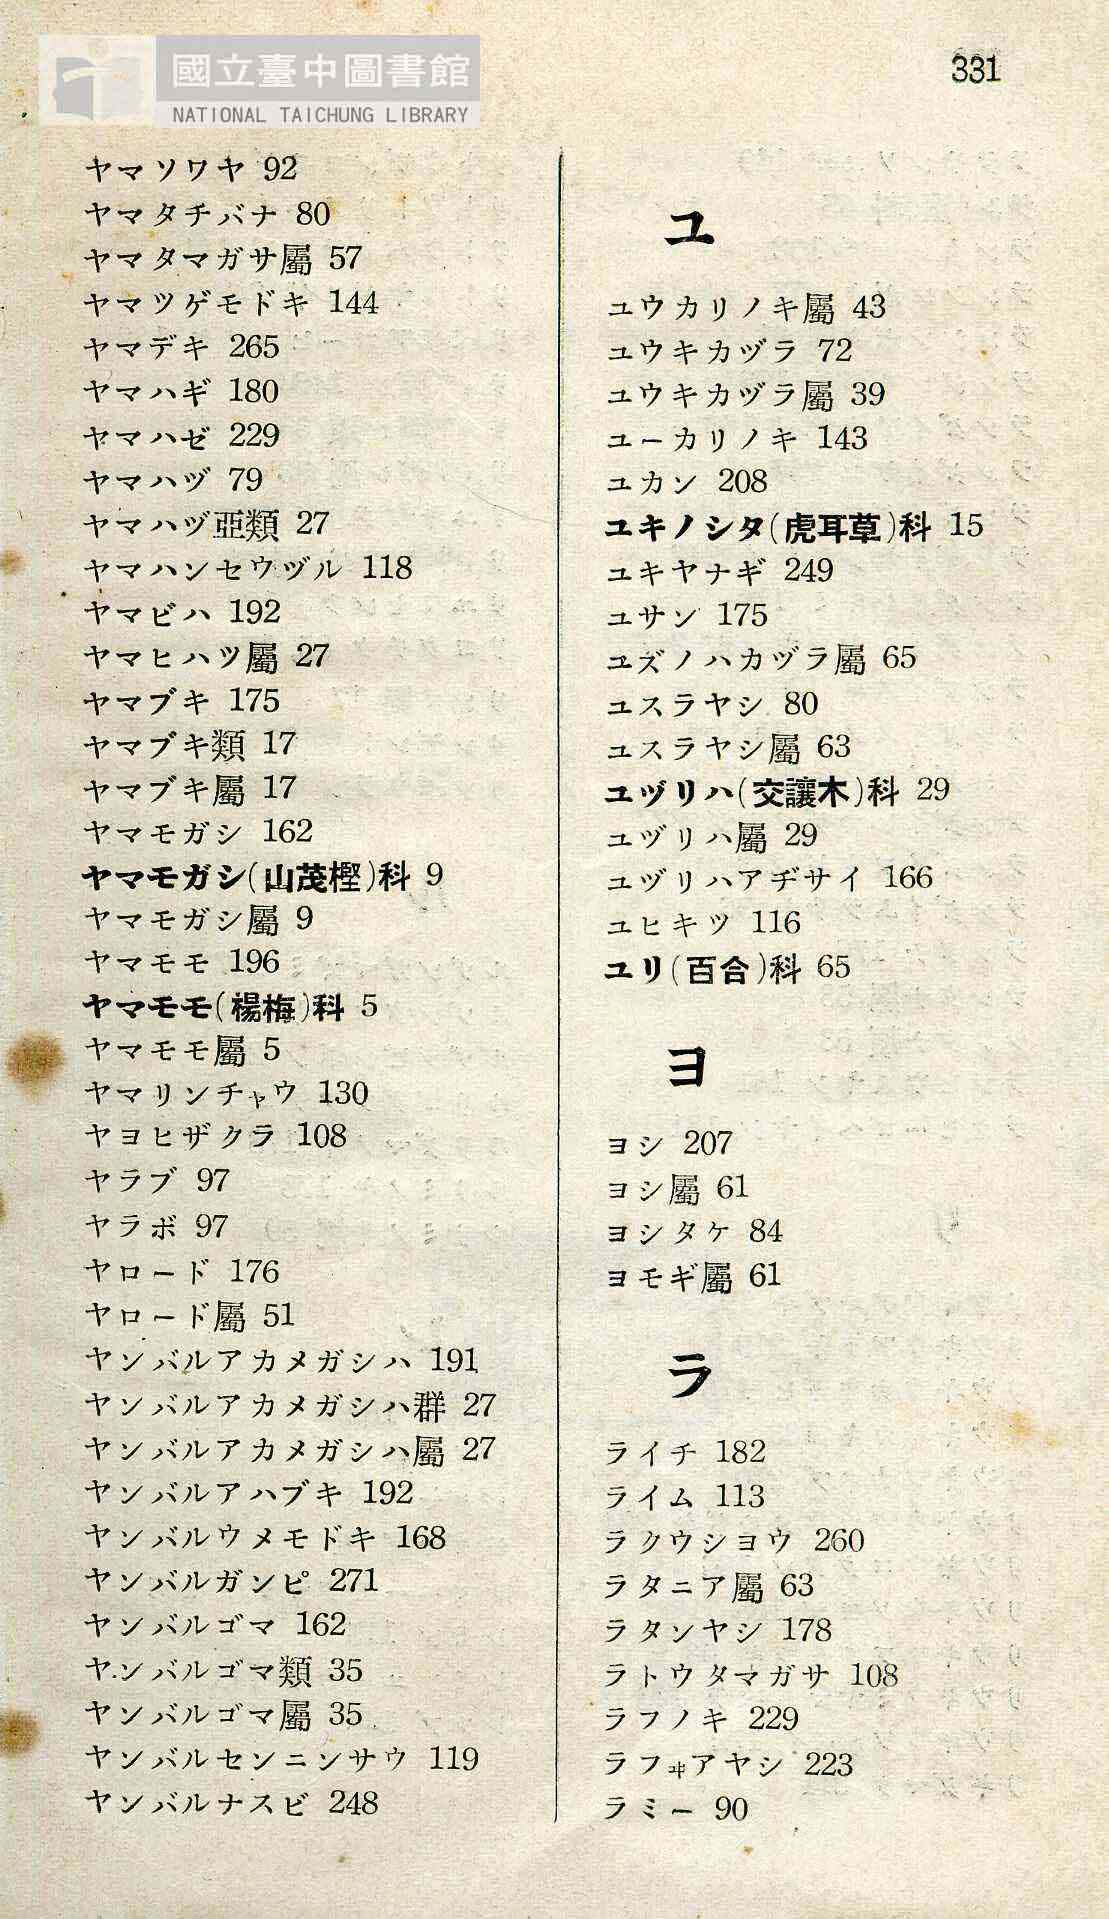 國立臺中圖書館
NATIONAL TAICHUNG LIBRARY
331
ヤマソワヤ 92
ヤマタチバナ 80
ヤマタマガサ屬 57
ヤマツゲモドキ 144
ヤマデキ 265
ヤマハギ 180
ヤマハゼ 229
ヤマハヅ 79
ヤマハヅ亞類 27
ヤマハンセウヅル 118
ヤマビハ 192
ヤマヒハツ屬 27
ヤマブキ 175
ヤマブキ類 17
ヤマブキ屬 17
ヤマモガシ 162
ヤマモガシ(山茂樫)科 9
ヤマモガシ屬 9
ヤマモモ 196
ヤマモモ(楊梅)科 5
ヤマモモ屬 5
ヤマリンチャウ 130
ヤヨヒザクラ 108
ヤラブ 97
ヤラボ 97
ヤロード 176
ヤロード屬 51
ヤンバルアカメガシハ 191
ヤンバルアカメガシハ群 27
ヤンバルアカメガシハ屬 27
ヤンバルアハブキ 192
ヤンバルウメモドキ 168
ヤンバルガンピ 271
ヤンバルゴマ 162
ヤンバルゴマ類 35
ヤンバルゴマ屬 35
ヤンバルセンニンサウ 119
ヤンバルナスビ 248
ユ
ユウカリノキ屬 43
ユウキカヅラ 72
ユウキカヅラ屬 39
ユーカリノキ 143
ユカン 208
ユキノシタ(虎耳草)科 15
ユキヤナギ 249
ユサン 175
ユズノハカヅラ屬 65
ユスラヤシ 80
ユスラヤシ屬 63
ユヅリハ(交讓木)科 29
ユヅリハ屬 29
ユヅリハアヂサイ 166
ユヒキツ 116
ユリ(百合)科 65
ヨ
ヨシ 207
ヨシ屬 61
ヨシタケ 84
ヨモギ屬 61
ラ
ライチ 182
ライム 113
ラクウショウ 260
ラタニア屬 63
ラタンヤシ 178
ラトウタマガサ 108
ラフノキ 229
ラフヰアヤシ 223
ラミー 90